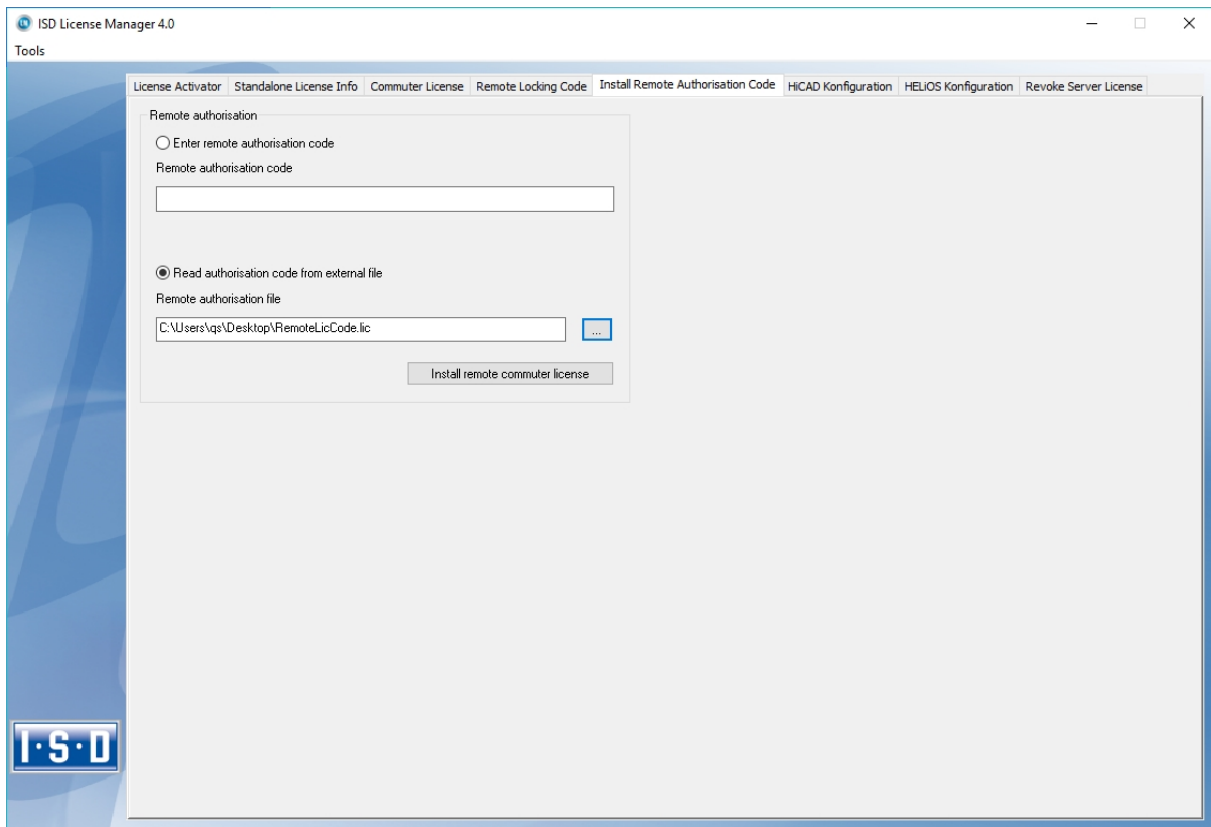 ISD License Manager 4.0
Tools
License Activator Standalone License Info Commuter License Remote Locking Code Install Remote Authorisation Code HiCAD Konfiguration HELiOS Konfiguration Revoke Server License
Remote authorisation
Enter remote authorisation code
Remote authorisation code
Read authorisation code from external file
Remote authorisation file
C:\Users\qs\Desktop\RemoteLicCode.lic ...
Install remote commuter license
I·S·D